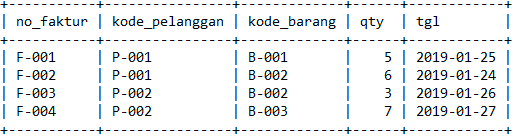 +-----------+----------------+-------------+------+------------+
| no_faktur | kode_pelanggan | kode_barang | qty  | tgl        |
+-----------+----------------+-------------+------+------------+
| F-001     | P-001          | B-001       |    5 | 2019-01-25 |
| F-002     | P-001          | B-002       |    6 | 2019-01-24 |
| F-003     | P-002          | B-002       |    3 | 2019-01-26 |
| F-004     | P-002          | B-003       |    7 | 2019-01-27 |
+-----------+----------------+-------------+------+------------+